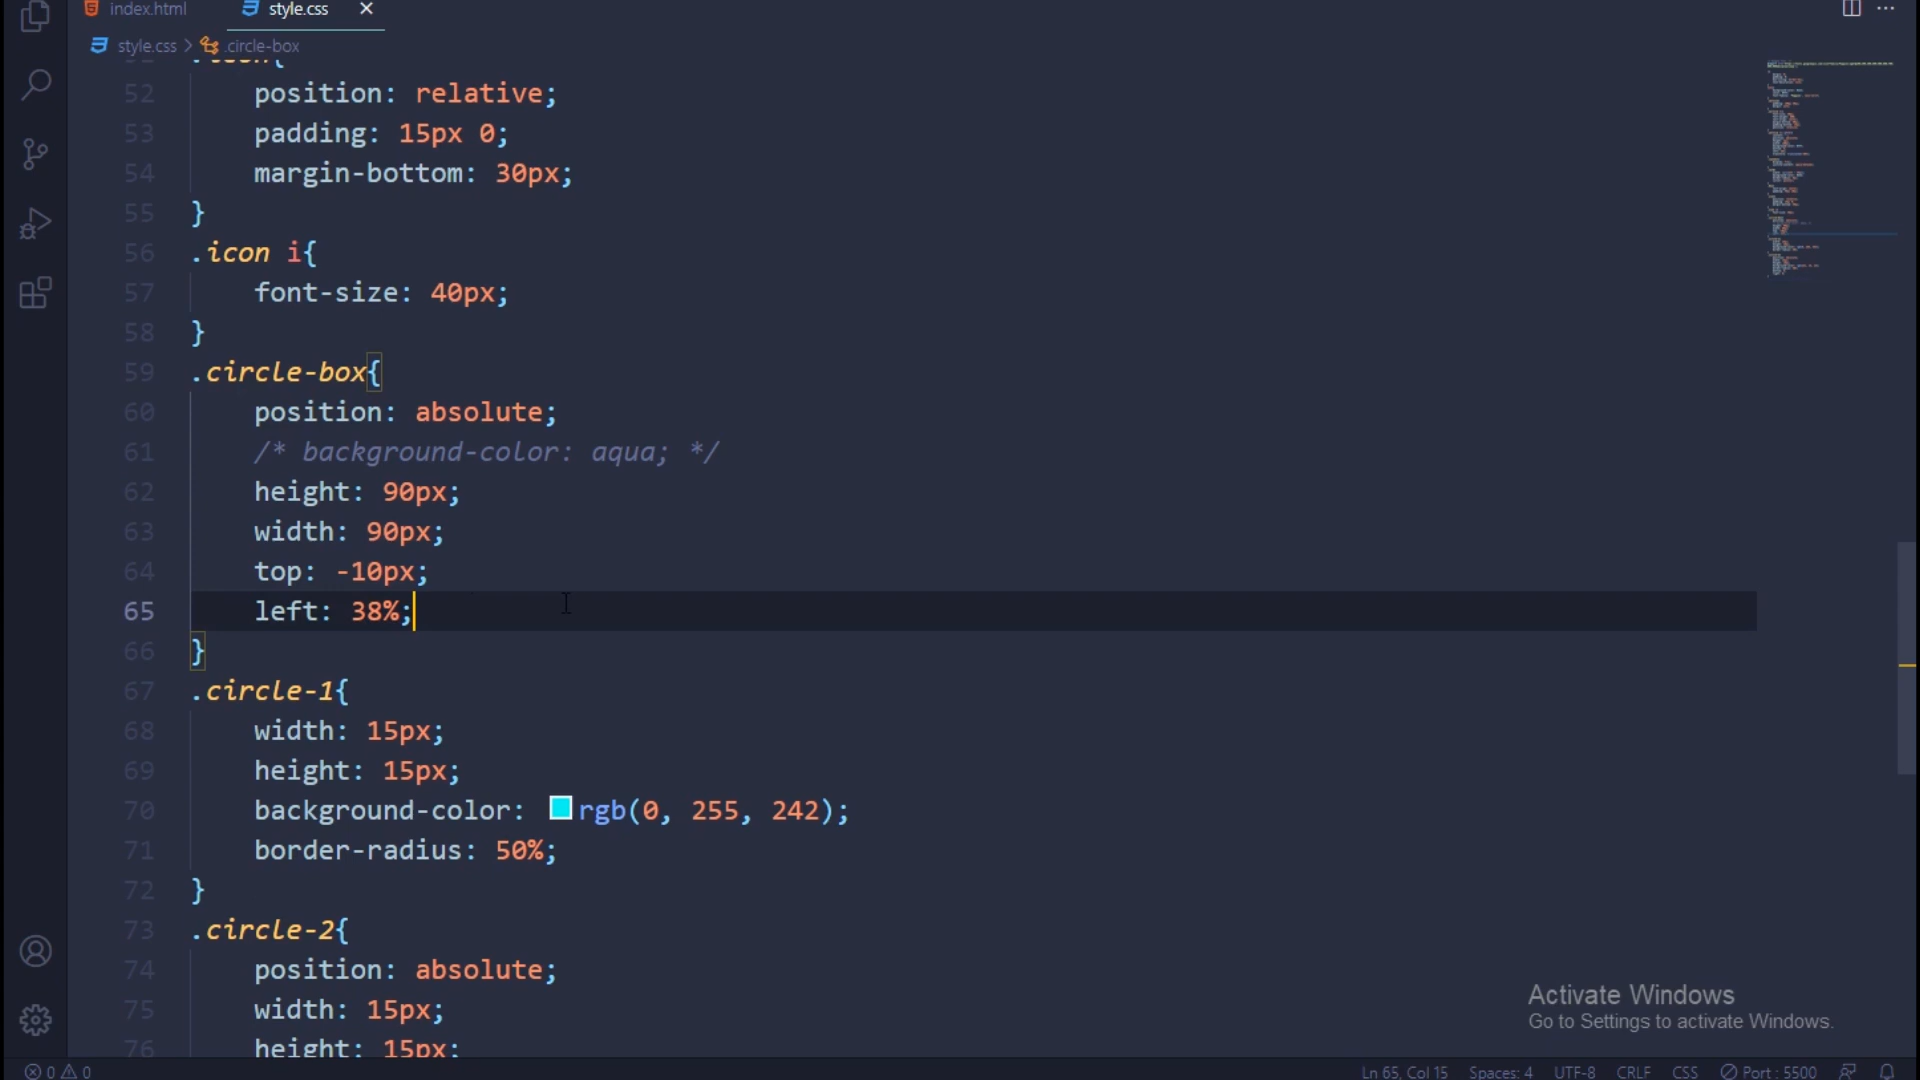 index.html
style.css
style.css > .circle-box
.icon{
52 position: relative;
53 padding: 15px 0;
54 margin-bottom: 30px;
55 }
56 .icon i{
57 font-size: 40px;
58 }
59 .circle-box{
60 position: absolute;
61 /* background-color: aqua; */
62 height: 90px;
63 width: 90px;
64 top: -10px;
65 left: 38%;
66 }
67 .circle-1{
68 width: 15px;
69 height: 15px;
70 background-color: rgb(0, 255, 242);
71 border-radius: 50%;
72 }
73 .circle-2{
74 position: absolute;
75 width: 15px;
76 height: 15px;
Activate Windows
Go to Settings to activate Windows.
0 0 Ln 65, Col 15 Spaces: 4 UTF-8 CRLF CSS Port : 5500